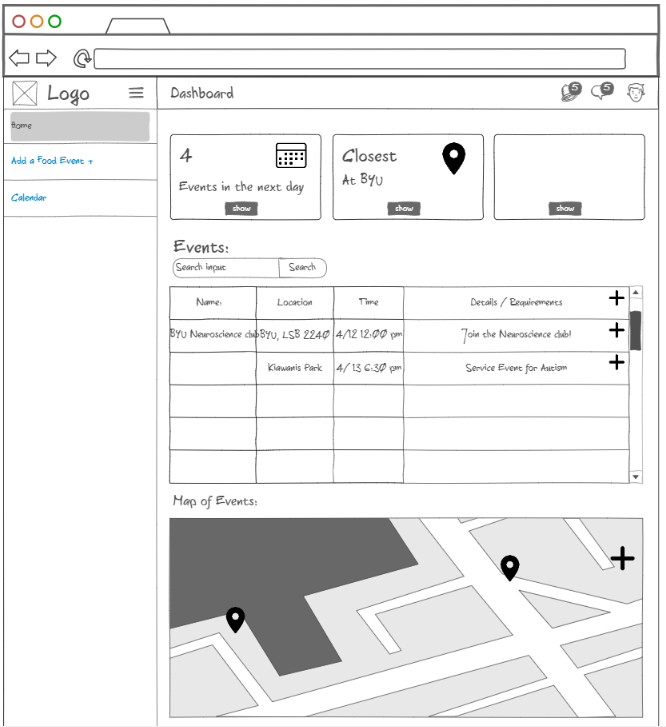 Logo
Dashboard
5
5
Home
Add a Food Event +
Calendar
4
Events in the next day
show
Closest
At BYU
show
show
Events:
Search input
Search
Name:
Location
Time
Details / Requirements
BYU Neuroscience club
BYU, LSB 2240
4/12 12:00 pm
Join the Neuroscience club!
Kiawanis Park
4/13 6:30 pm
Service Event for Autism
Map of Events: